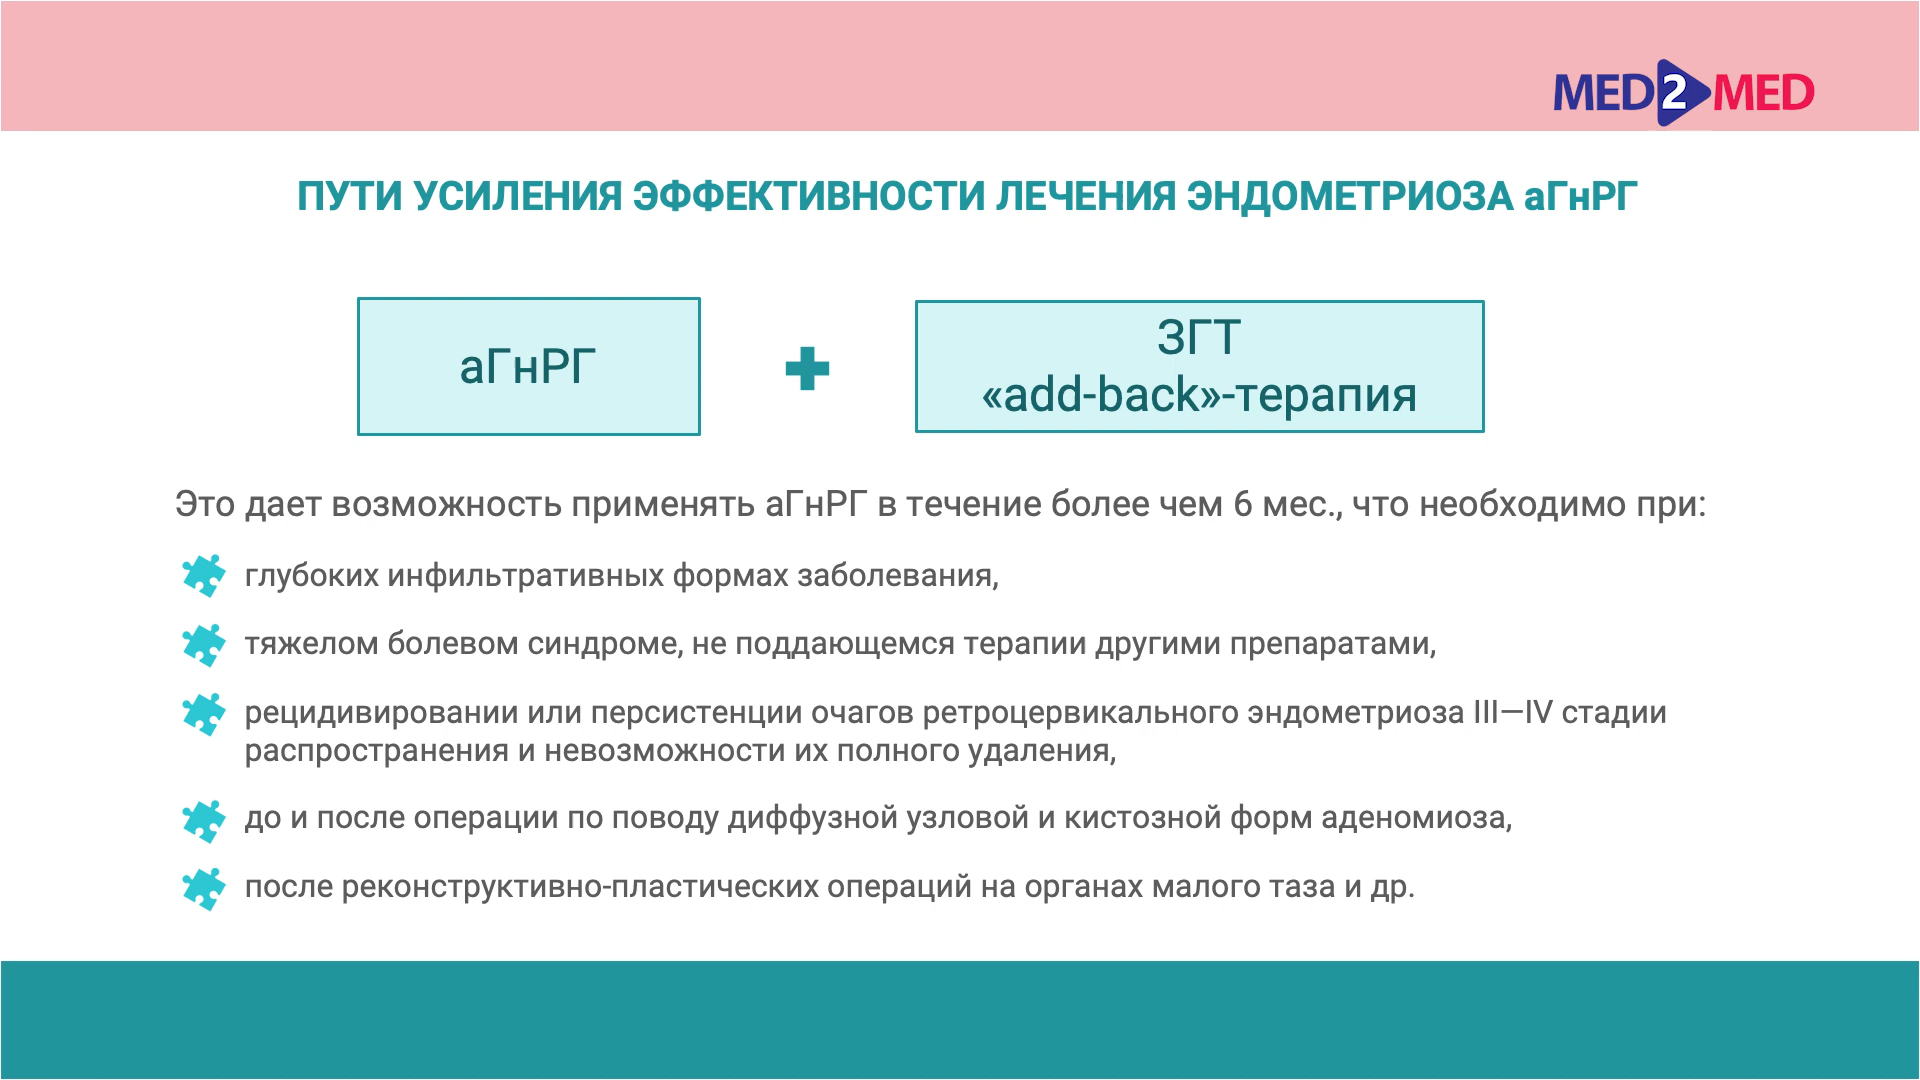 MED2MED
ПУТИ УСИЛЕНИЯ ЭФФЕКТИВНОСТИ ЛЕЧЕНИЯ ЭНДОМЕТРИОЗА аГнРГ
аГнРГ
ЗГТ
«add-back»-терапия
Это дает возможность применять аГнРГ в течение более чем 6 мес., что необходимо при:
глубоких инфильтративных формах заболевания,
тяжелом болевом синдроме, не поддающемся терапии другими препаратами,
рецидивировании или персистенции очагов ретроцервикального эндометриоза III—IV стадии
распространения и невозможности их полного удаления,
до и после операции по поводу диффузной узловой и кистозной форм аденомиоза,
после реконструктивно-пластических операций на органах малого таза и др.